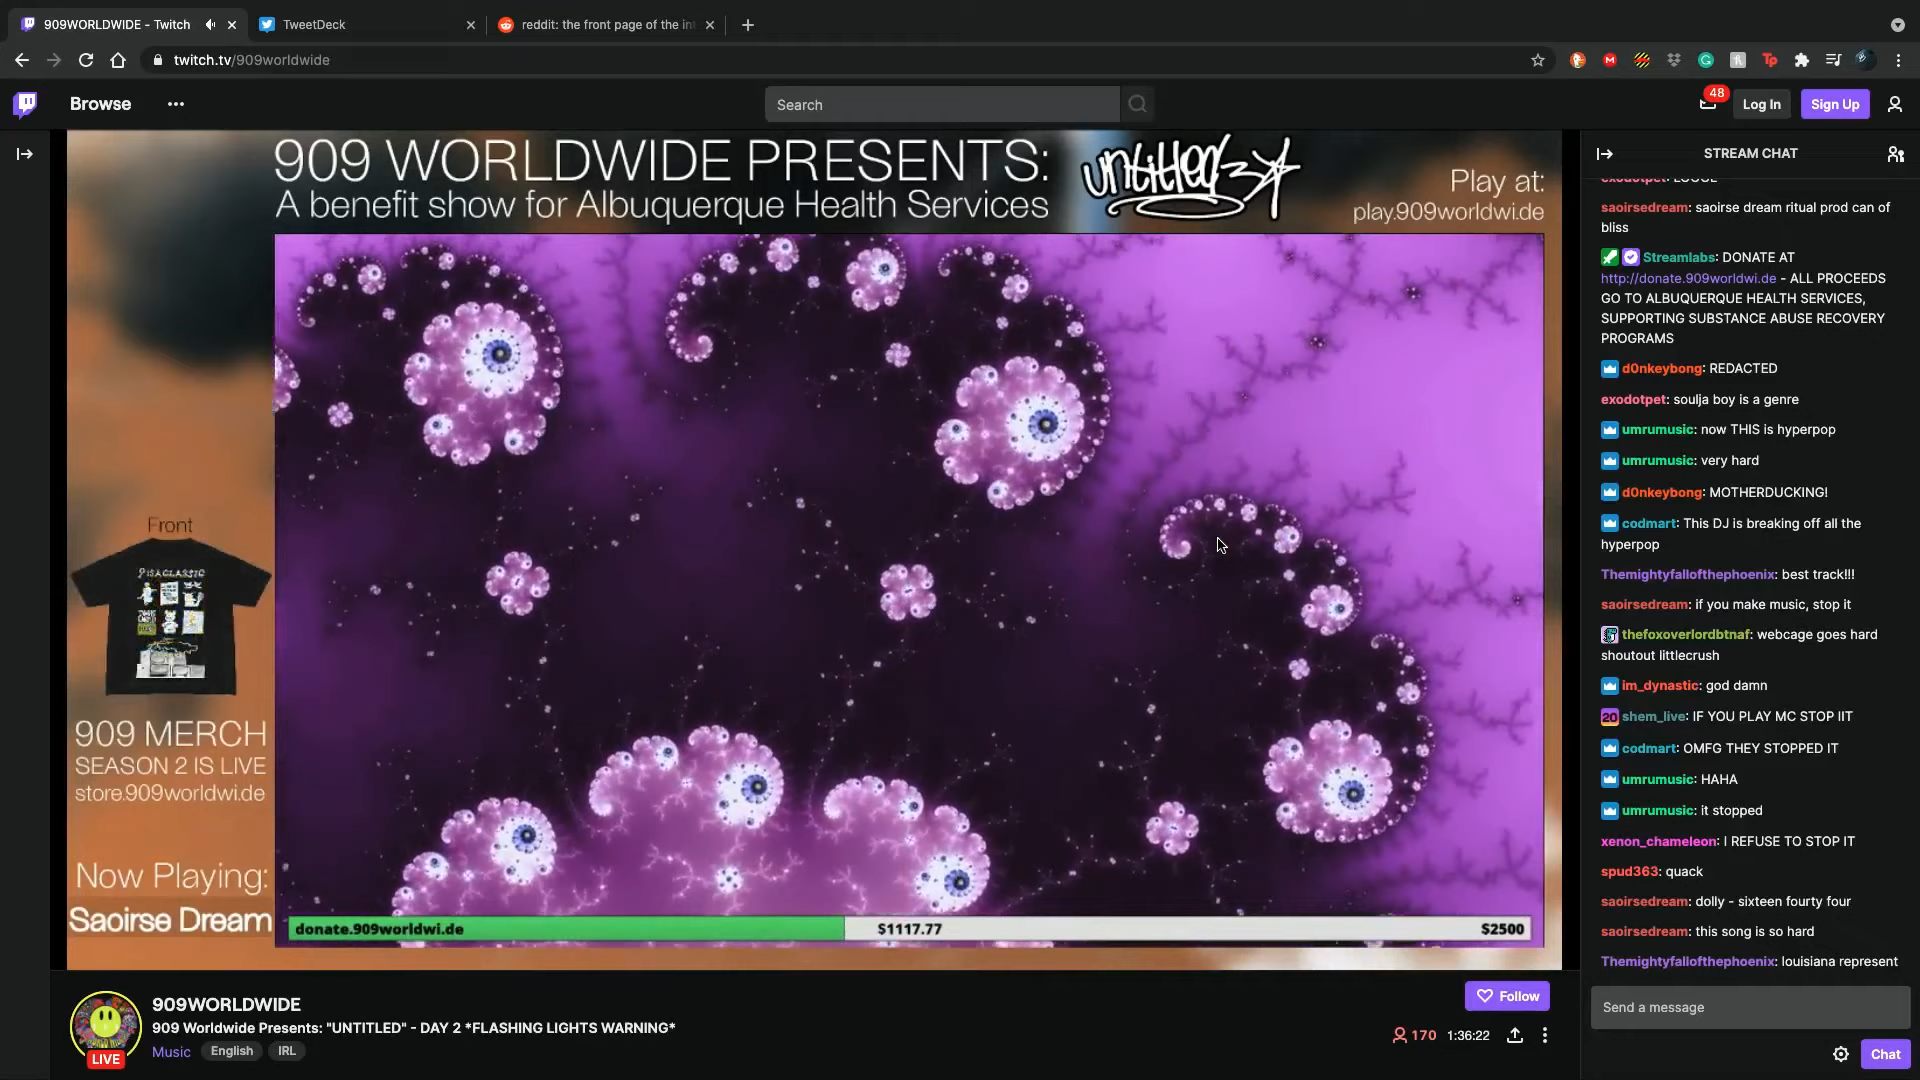 909WORLDWIDE - Twitch
TweetDeck
reddit: the front page of the in
twitch.tv/909worldwide
Browse
Search
48
Log In
Sign Up
909 WORLDWIDE PRESENTS:
A benefit show for Albuquerque Health Services
untitled
Play at:
play.909worldwi.de
Front
909 MERCH
SEASON 2 IS LIVE
store.909worldwi.de
Now Playing:
Saoirse Dream
donate.909worldwi.de
$1117.77
$2500
LIVE
909WORLDWIDE
909 Worldwide Presents: "UNTITLED" - DAY 2 *FLASHING LIGHTS WARNING*
Music
English
IRL
Follow
170
1:36:22
STREAM CHAT
exodotpet: LOOSE
saoirsedream: saoirse dream ritual prod can of
bliss
Streamlabs: DONATE AT
http://donate.909worldwi.de - ALL PROCEEDS
GO TO ALBUQUERQUE HEALTH SERVICES,
SUPPORTING SUBSTANCE ABUSE RECOVERY
PROGRAMS
d0nkeybong: REDACTED
exodotpet: soulja boy is a genre
umrumusic: now THIS is hyperpop
umrumusic: very hard
d0nkeybong: MOTHERDUCKING!
codmart: This DJ is breaking off all the
hyperpop
Themightyfallofthephoenix: best track!!!
saoirsedream: if you make music, stop it
thefoxoverlordbtnaf: webcage goes hard
shoutout littlecrush
im_dynastic: god damn
20 shem_live: IF YOU PLAY MC STOP IIT
codmart: OMFG THEY STOPPED IT
umrumusic: HAHA
umrumusic: it stopped
xenon_chameleon: I REFUSE TO STOP IT
spud363: quack
saoirsedream: dolly - sixteen fourty four
saoirsedream: this song is so hard
Themightyfallofthephoenix: louisiana represent
Send a message
Chat